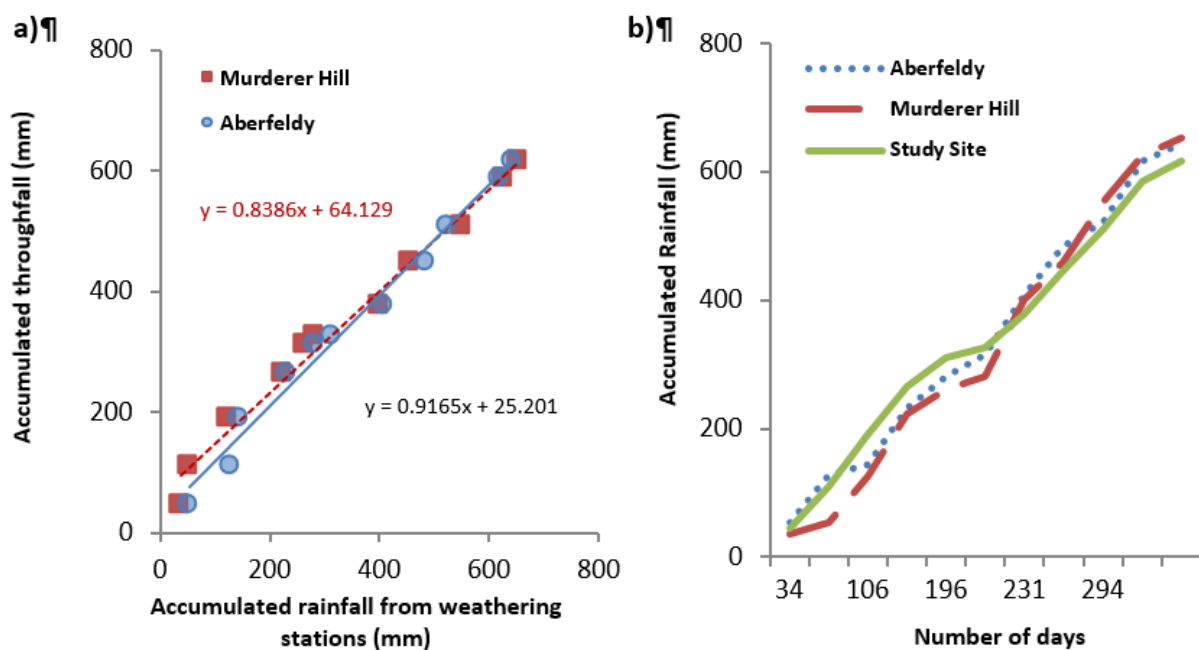 a)¶
800
600
400
200
0
0 200 400 600 800
Accumulated throughfall (mm)
Murderer Hill
Aberfeldy
y = 0.8386x + 64.129
y = 0.9165x + 25.201
Accumulated rainfall from weathering
stations (mm)
b)¶
800
600
400
200
0
34 106 196 231 294
Accumulated Rainfall (mm)
Aberfeldy
Murderer Hill
Study Site
Number of days